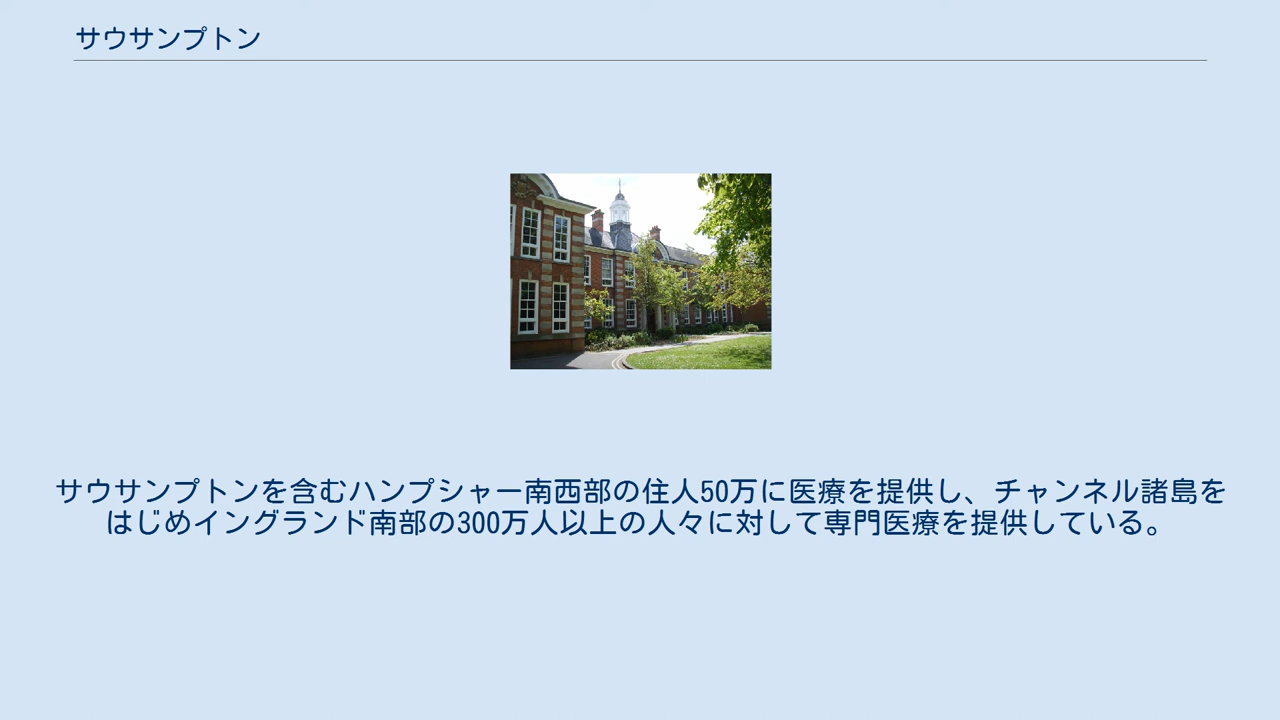 サウサンプトン
サウサンプトンを含むハンプシャー南西部の住人50万に医療を提供し、チャンネル諸島を
はじめイングランド南部の300万人以上の人々に対して専門医療を提供している。